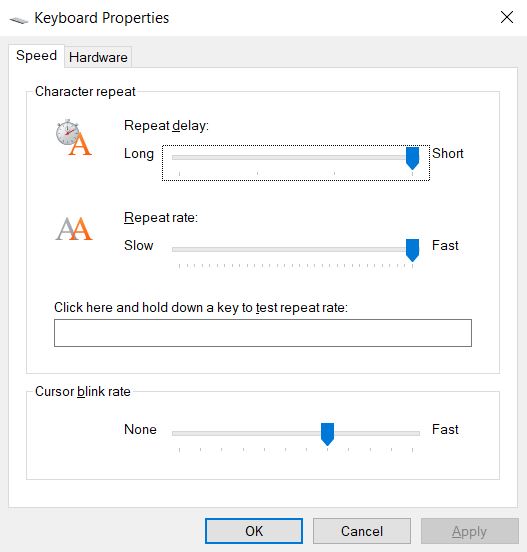 Keyboard Properties
Speed Hardware
Character repeat
Repeat delay:
Long Short
Repeat rate:
Slow Fast
Click here and hold down a key to test repeat rate:
Cursor blink rate
None Fast
OK Cancel Apply